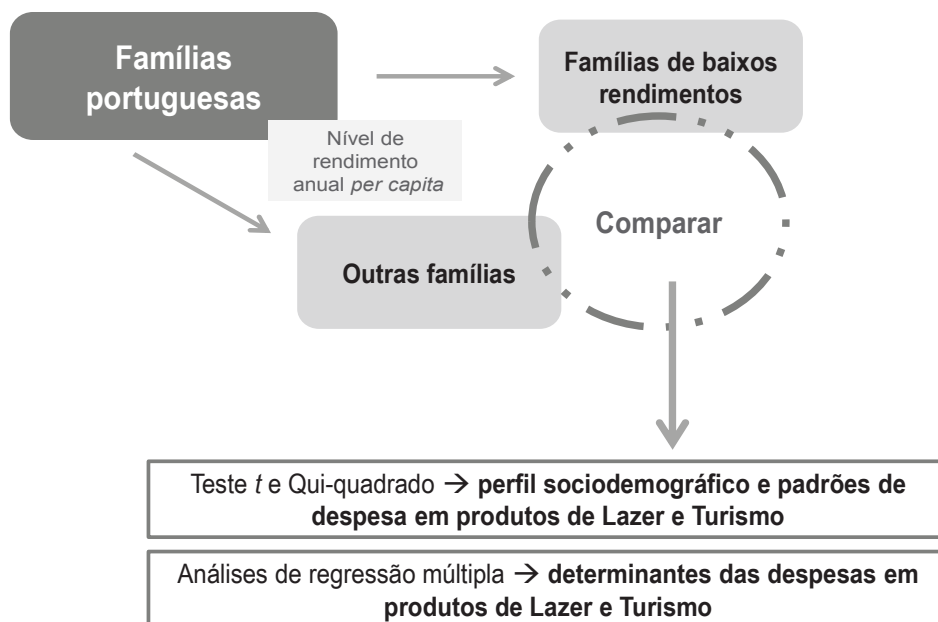 Famílias
portuguesas
Famílias de baixos
rendimentos
Nível de
rendimento
anual per capita
Comparar
Outras famílias
Teste t e Qui-quadrado → perfil sociodemográfico e padrões de
despesa em produtos de Lazer e Turismo
Análises de regressão múltipla → determinantes das despesas em
produtos de Lazer e Turismo